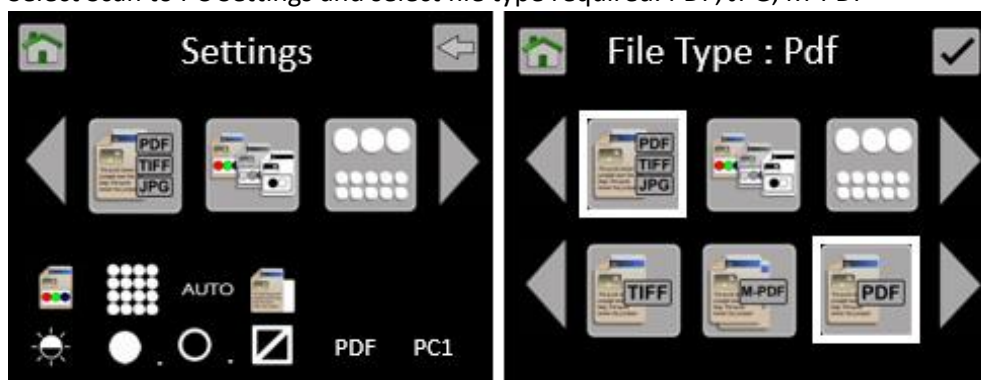 Select Scan to PC Settings and select file type required: PDF, JPG, M-PDF
Settings
PDF
TIFF
JPG
AUTO
PDF PC1
File Type : Pdf
PDF
TIFF
JPG
TIFF M-PDF PDF